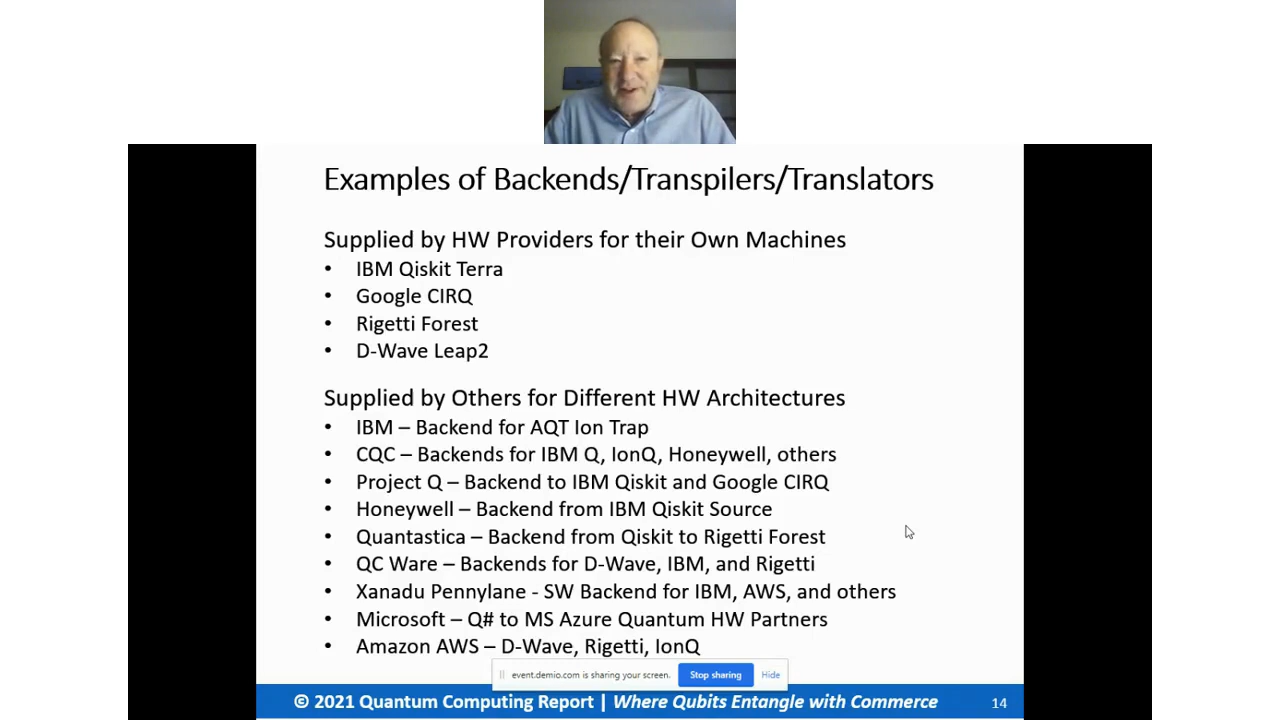 Examples of Backends/Transpilers/Translators
Supplied by HW Providers for their Own Machines
• IBM Qiskit Terra
• Google CIRQ
• Rigetti Forest
• D-Wave Leap2
Supplied by Others for Different HW Architectures
• IBM – Backend for AQT Ion Trap
• CQC – Backends for IBM Q, IonQ, Honeywell, others
• Project Q – Backend to IBM Qiskit and Google CIRQ
• Honeywell – Backend from IBM Qiskit Source
• Quantastica – Backend from Qiskit to Rigetti Forest
• QC Ware – Backends for D-Wave, IBM, and Rigetti
• Xanadu Pennylane - SW Backend for IBM, AWS, and others
• Microsoft – Q# to MS Azure Quantum HW Partners
• Amazon AWS – D-Wave, Rigetti, IonQ
event.demio.com is sharing your screen. Stop sharing Hide
© 2021 Quantum Computing Report | Where Qubits Entangle with Commerce 14